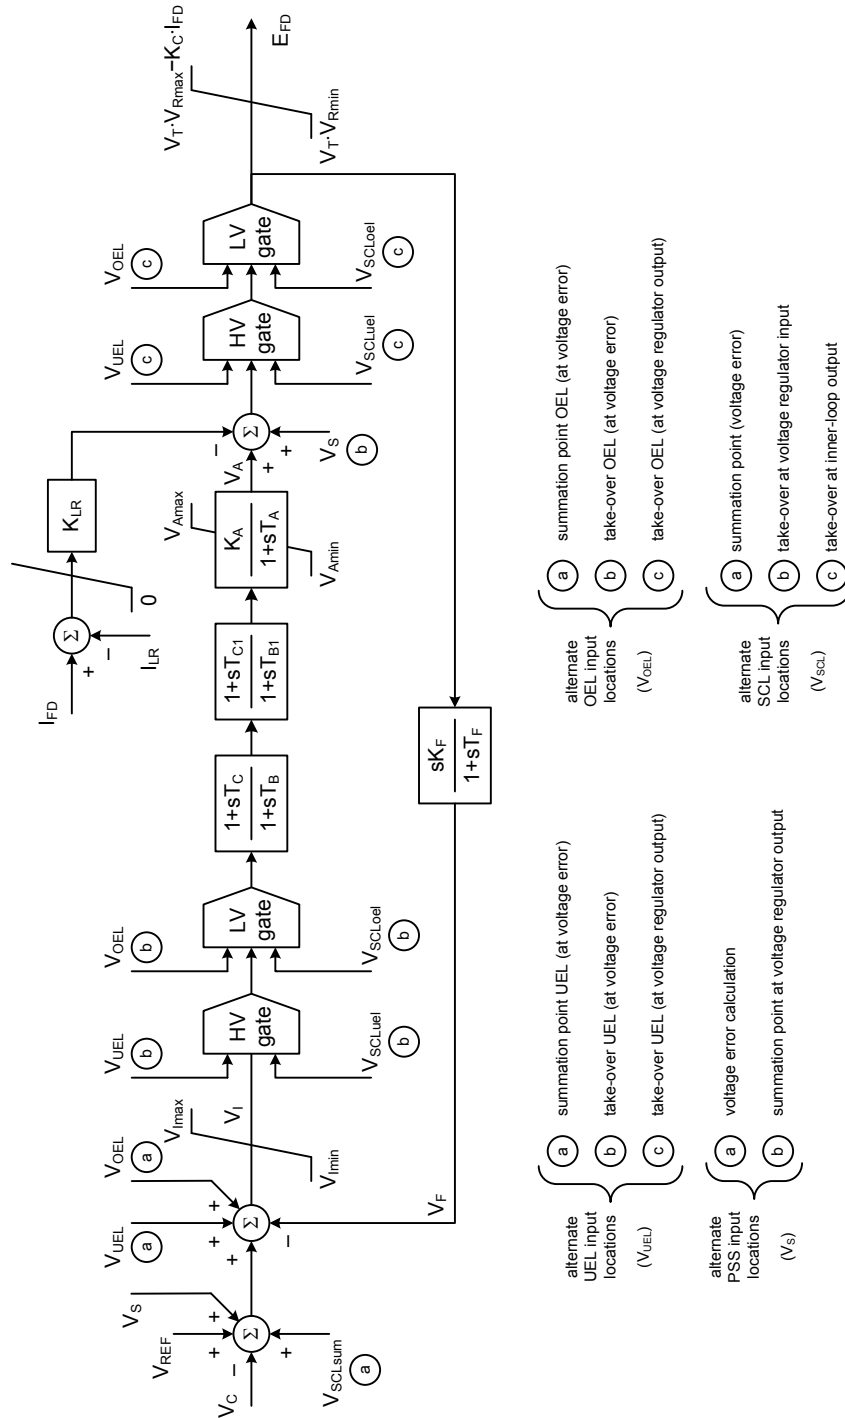 V_C
V_REF
V_S
V_SCLsum
a
Σ
− + + +
V_UEL
a
V_OEL
a
Σ
+ + + −
V_F
V_Imax
V_Imin
V_I
V_UEL
b
HV
gate
V_SCLuel
b
V_OEL
b
LV
gate
V_SCLoel
b
1+sT_C
1+sT_B
1+sT_C1
1+sT_B1
K_A
1+sT_A
V_Amax
V_Amin
V_A
I_FD
+
Σ
−
I_LR
0
K_LR
Σ
− + +
V_S
b
V_UEL
c
HV
gate
V_SCLuel
c
V_OEL
c
LV
gate
V_SCLoel
c
V_T·V_Rmax−K_C·I_FD
V_T·V_Rmin
E_FD
sK_F
1+sT_F
alternate
UEL input
locations
(V_UEL)
a summation point UEL (at voltage error)
b take-over UEL (at voltage error)
c take-over UEL (at voltage regulator output)
alternate
OEL input
locations
(V_OEL)
a summation point OEL (at voltage error)
b take-over OEL (at voltage error)
c take-over OEL (at voltage regulator output)
alternate
PSS input
locations
(V_S)
a voltage error calculation
b summation point at voltage regulator output
alternate
SCL input
locations
(V_SCL)
a summation point (voltage error)
b take-over at voltage regulator input
c take-over at inner-loop output